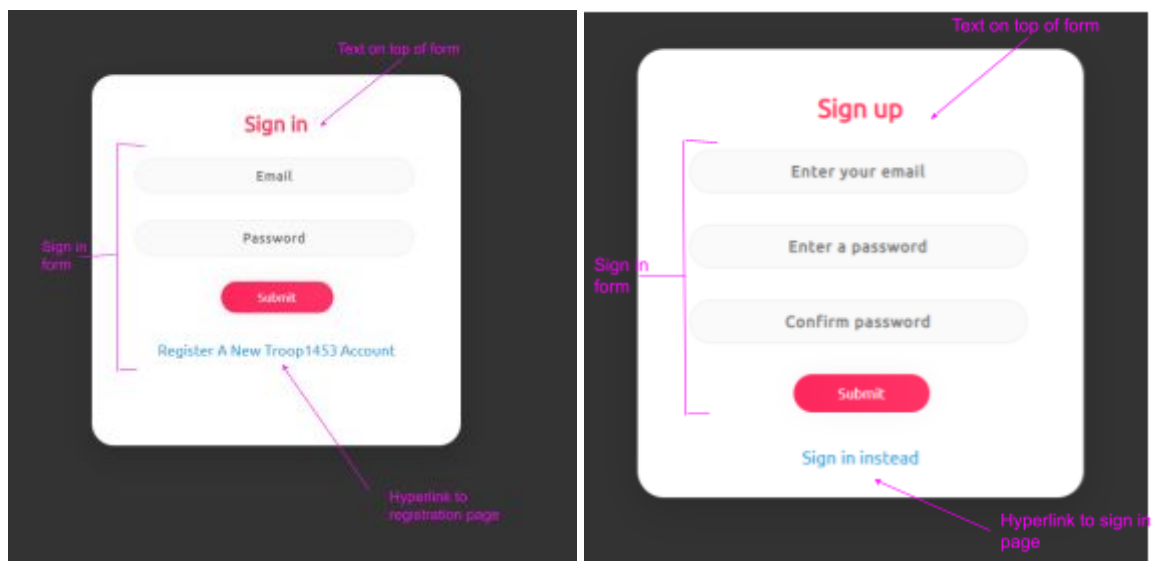 Text on top of form
Sign in
Email
Password
Sign in
form
Submit
Register A New Troop1453 Account
Hyperlink to
registration page
Text on top of form
Sign up
Enter your email
Enter a password
Sign in
form
Confirm password
Submit
Sign in instead
Hyperlink to sign in
page